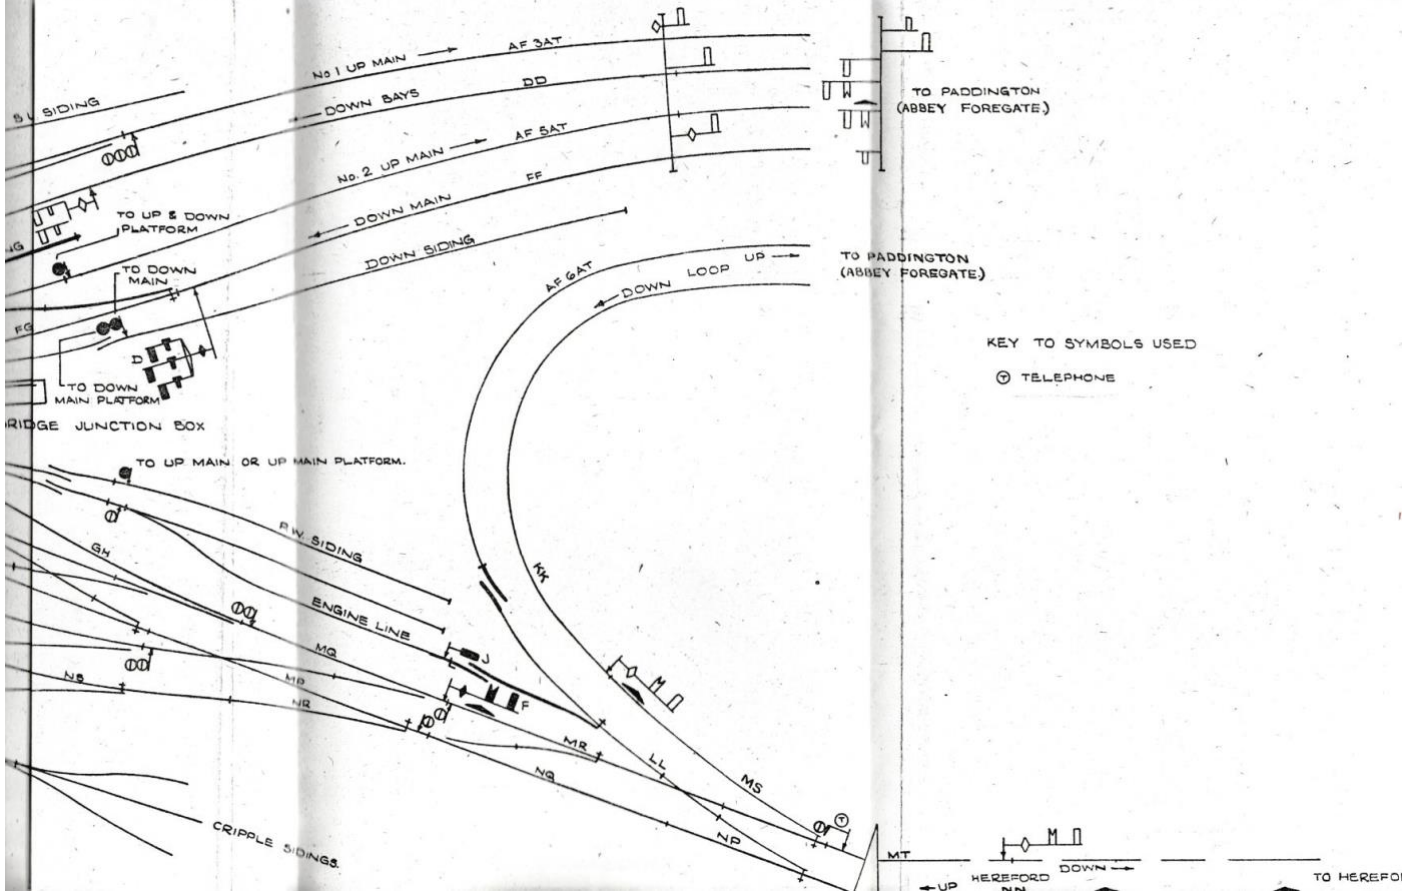 No 1 UP MAIN
AF 3AT
TO PADDINGTON
(ABBEY FOREGATE)
SIDING
DOWN BAYS
DD
No. 2 UP MAIN
AF 5AT
DOWN MAIN
FF
TO UP & DOWN
PLATFORM
DOWN SIDING
TO DOWN
MAIN
FG
D
TO DOWN
MAIN PLATFORM
AF 6AT
LOOP UP
DOWN
TO PADDINGTON
(ABBEY FOREGATE)
KEY TO SYMBOLS USED
T TELEPHONE
RIDGE JUNCTION BOX
TO UP MAIN OR UP MAIN PLATFORM.
P.W. SIDING
GH
KK
ENGINE LINE
MQ
J
MP
NS
NR
M
F
M
MR
LL
MS
NQ
NP
T
CRIPPLE SIDINGS.
MT
M
HEREFORD DOWN
UP
NN
TO HEREFO